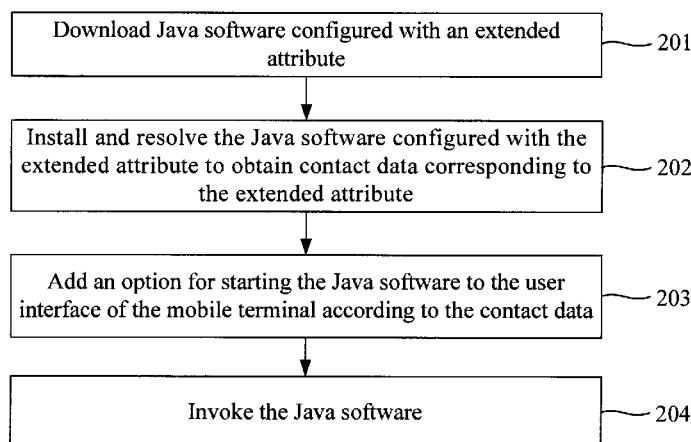 Download Java software configured with an extended
attribute
201
Install and resolve the Java software configured with the
extended attribute to obtain contact data corresponding to
the extended attribute
202
Add an option for starting the Java software to the user
interface of the mobile terminal according to the contact data
203
Invoke the Java software
204